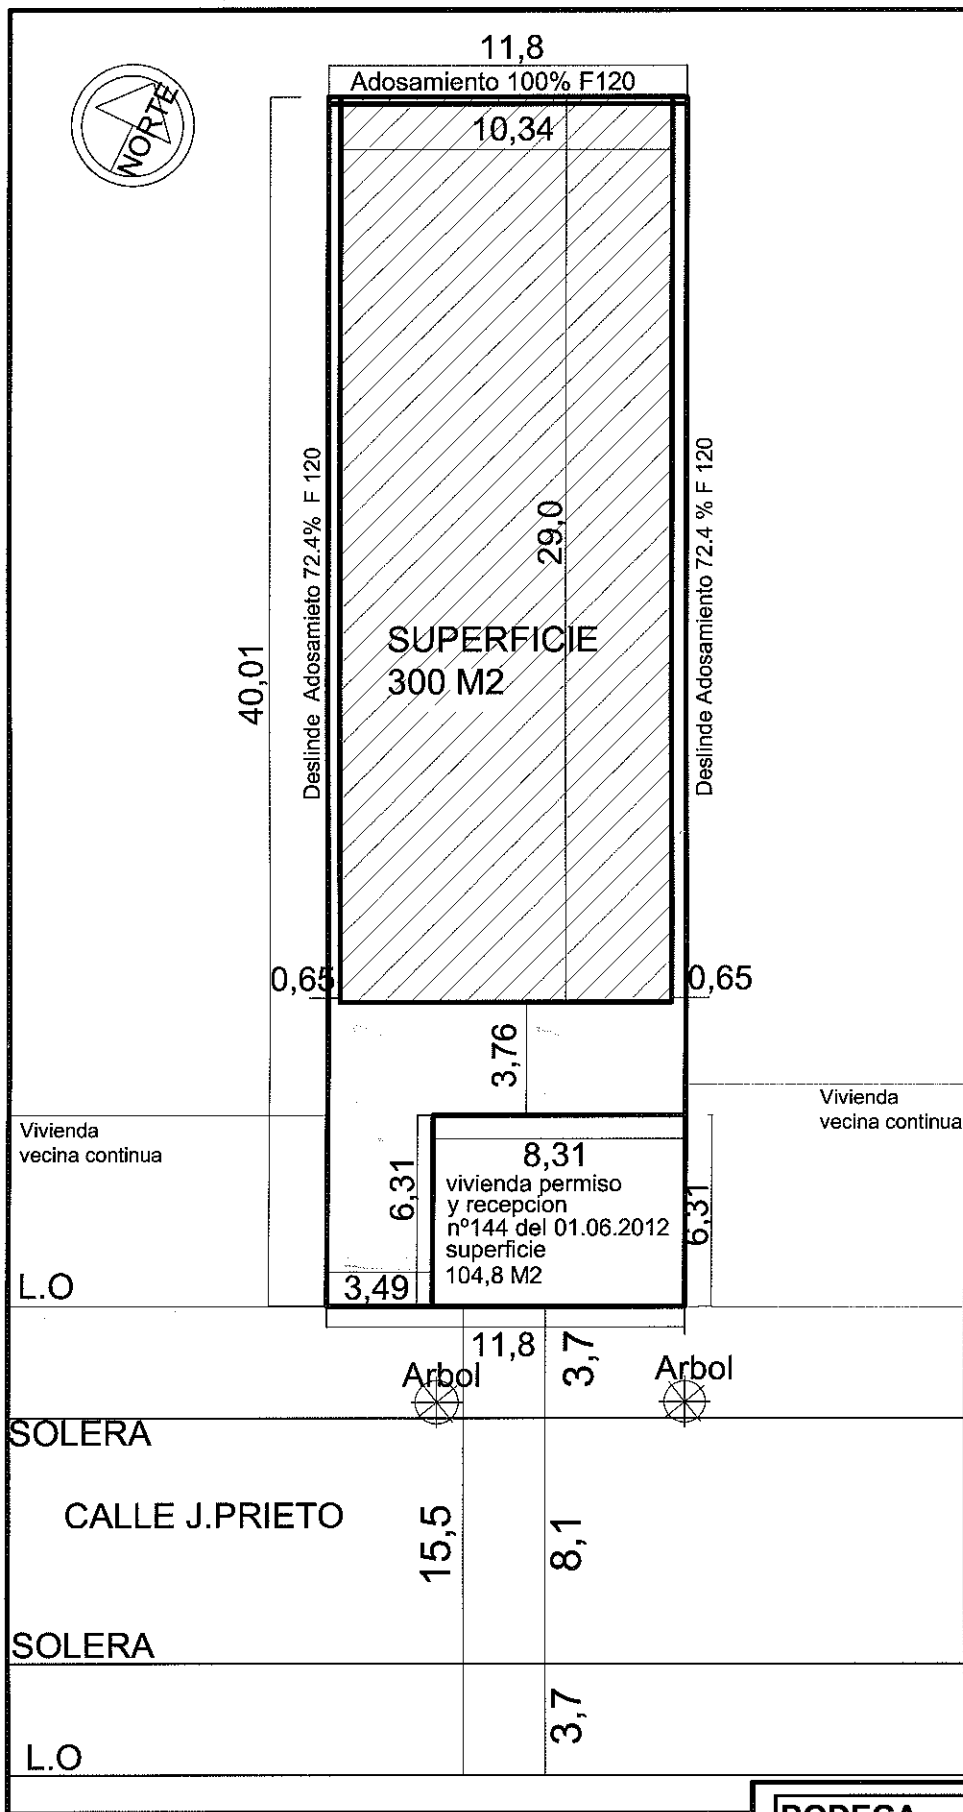 11,8
Adosamiento 100% F120
NORTE
10,34
Deslinde Adosamieto 72.4% F 120
Deslinde Adosamiento 72.4 % F 120
29,0
40,01
SUPERFICIE
300 M2
0,65
0,65
3,76
Vivienda
vecina continua
Vivienda
vecina continua
6,31
8,31
vivienda permiso
y recepcion
nº144 del 01.06.2012
superficie
104,8 M2
6,31
L.O
3,49
11,8
3,7
Arbol
Arbol
SOLERA
CALLE J.PRIETO
15,5
8,1
SOLERA
3,7
L.O
BODEGA